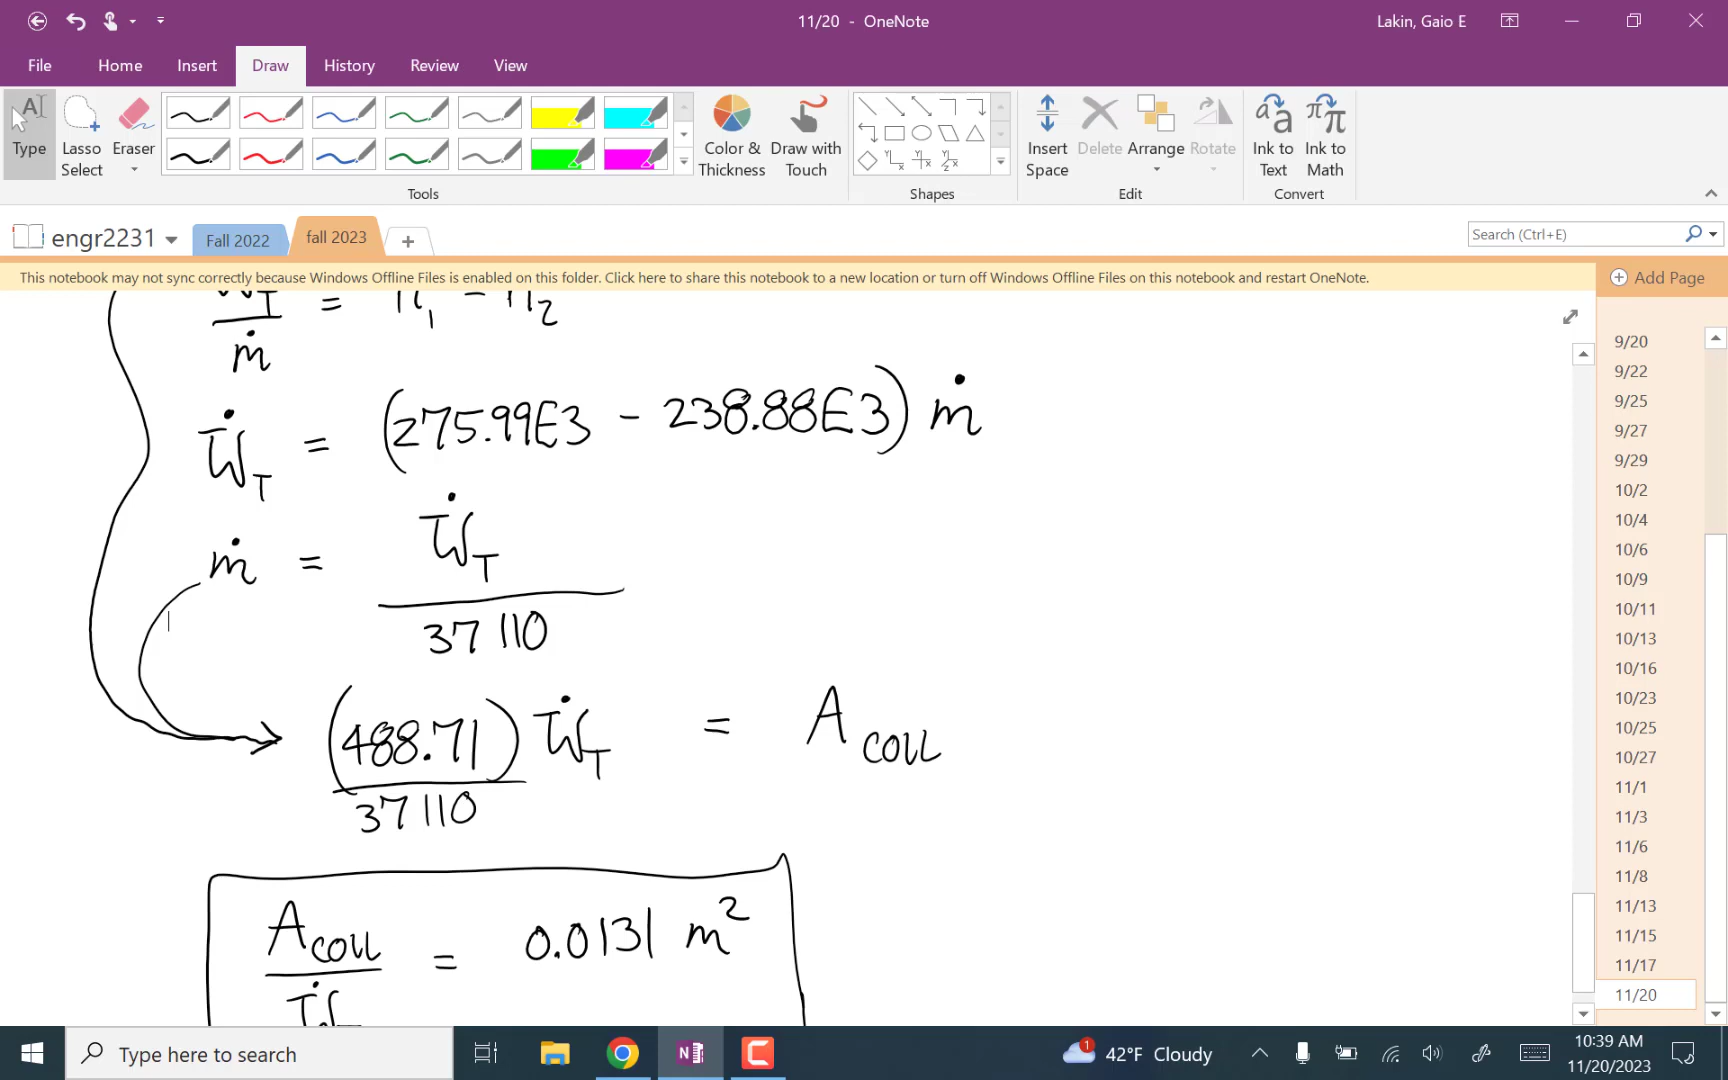 11/20 - OneNote
Lakin, Gaio E
File Home Insert Draw History Review View
Type
Lasso Select
Eraser
Color & Thickness
Draw with Touch
Insert Space
Delete
Arrange
Rotate
Ink to Text
Ink to Math
Tools
Shapes
Edit
Convert
engr2231
Fall 2022
fall 2023
Search (Ctrl+E)
This notebook may not sync correctly because Windows Offline Files is enabled on this folder. Click here to share this notebook to a new location or turn off Windows Offline Files on this notebook and restart OneNote.
Add Page
9/20
9/22
9/25
9/27
9/29
10/2
10/4
10/6
10/9
10/11
10/13
10/16
10/23
10/25
10/27
11/1
11/3
11/6
11/8
11/13
11/15
11/17
11/20
Ẇ_T / ṁ = h₁ - h₂
Ẇ_T = (275.99E3 - 238.88E3) ṁ
ṁ = Ẇ_T / 37 110
(488.71) / 37 110 Ẇ_T = A_coll
A_coll / Ẇ_T = 0.0131 m²
Type here to search
1
42°F Cloudy
10:39 AM
11/20/2023